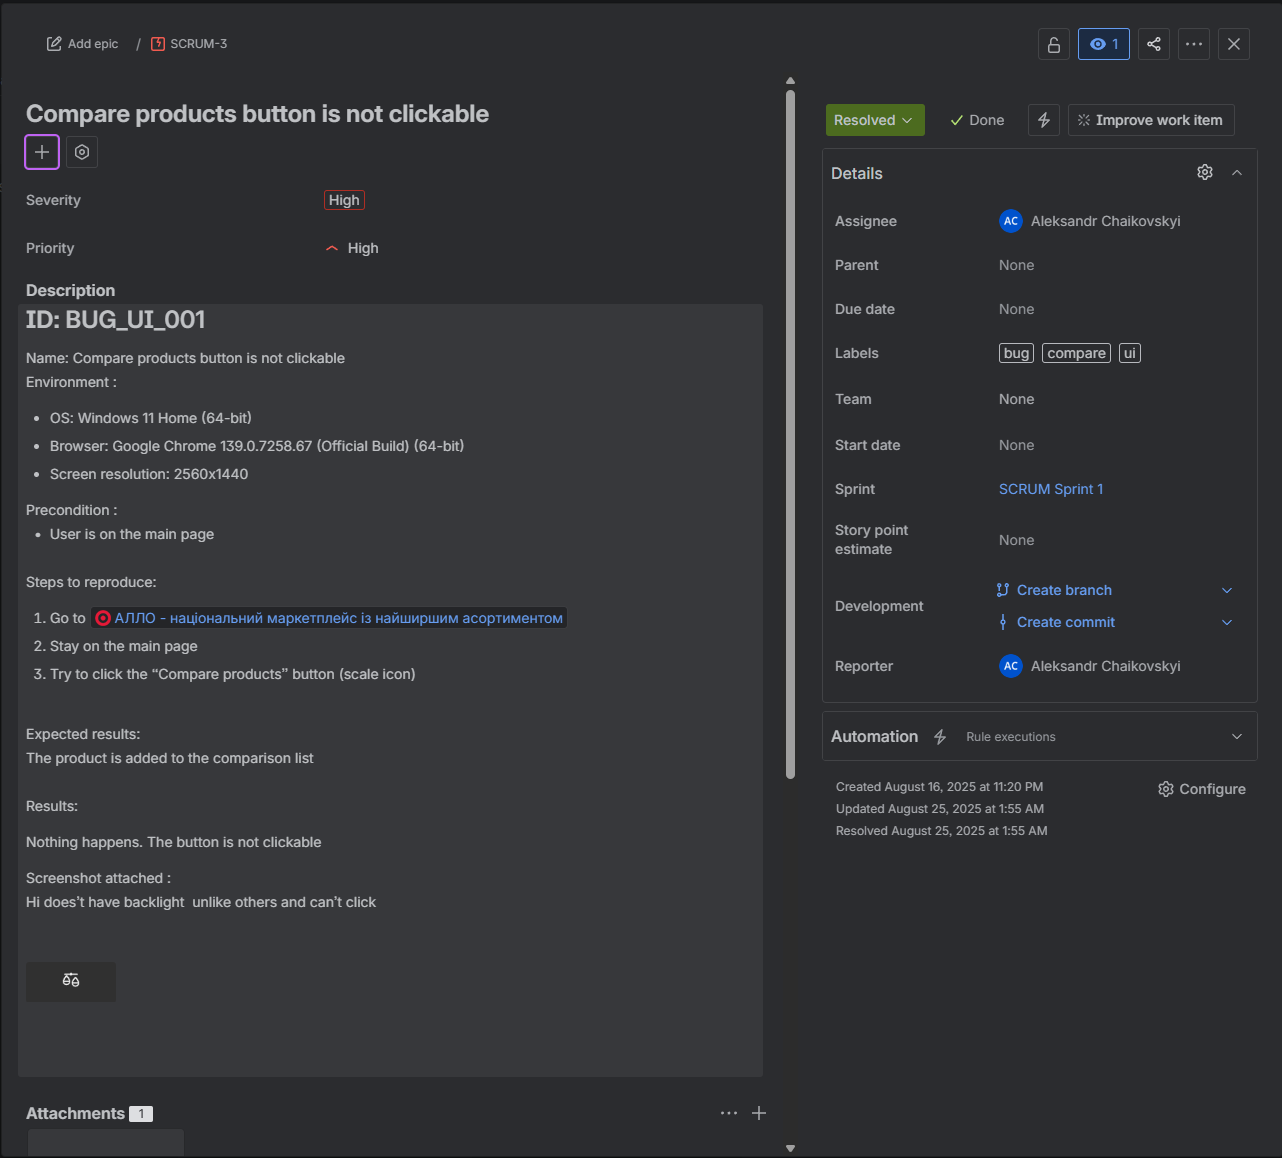 Add epic / SCRUM-3
1
Compare products button is not clickable
Severity High
Priority High
Description
ID: BUG_UI_001
Name: Compare products button is not clickable
Environment :
• OS: Windows 11 Home (64-bit)
• Browser: Google Chrome 139.0.7258.67 (Official Build) (64-bit)
• Screen resolution: 2560x1440
Precondition :
• User is on the main page
Steps to reproduce:
1. Go to АЛЛО - національний маркетплейс із найширшим асортиментом
2. Stay on the main page
3. Try to click the “Compare products” button (scale icon)
Expected results:
The product is added to the comparison list
Results:
Nothing happens. The button is not clickable
Screenshot attached :
Hi does’t have backlight  unlike others and can’t click
Attachments 1
Resolved Done Improve work item
Details
Assignee AC Aleksandr Chaikovskyi
Parent None
Due date None
Labels bug compare ui
Team None
Start date None
Sprint SCRUM Sprint 1
Story point
estimate None
Development Create branch
Create commit
Reporter AC Aleksandr Chaikovskyi
Automation Rule executions
Created August 16, 2025 at 11:20 PM
Configure
Updated August 25, 2025 at 1:55 AM
Resolved August 25, 2025 at 1:55 AM